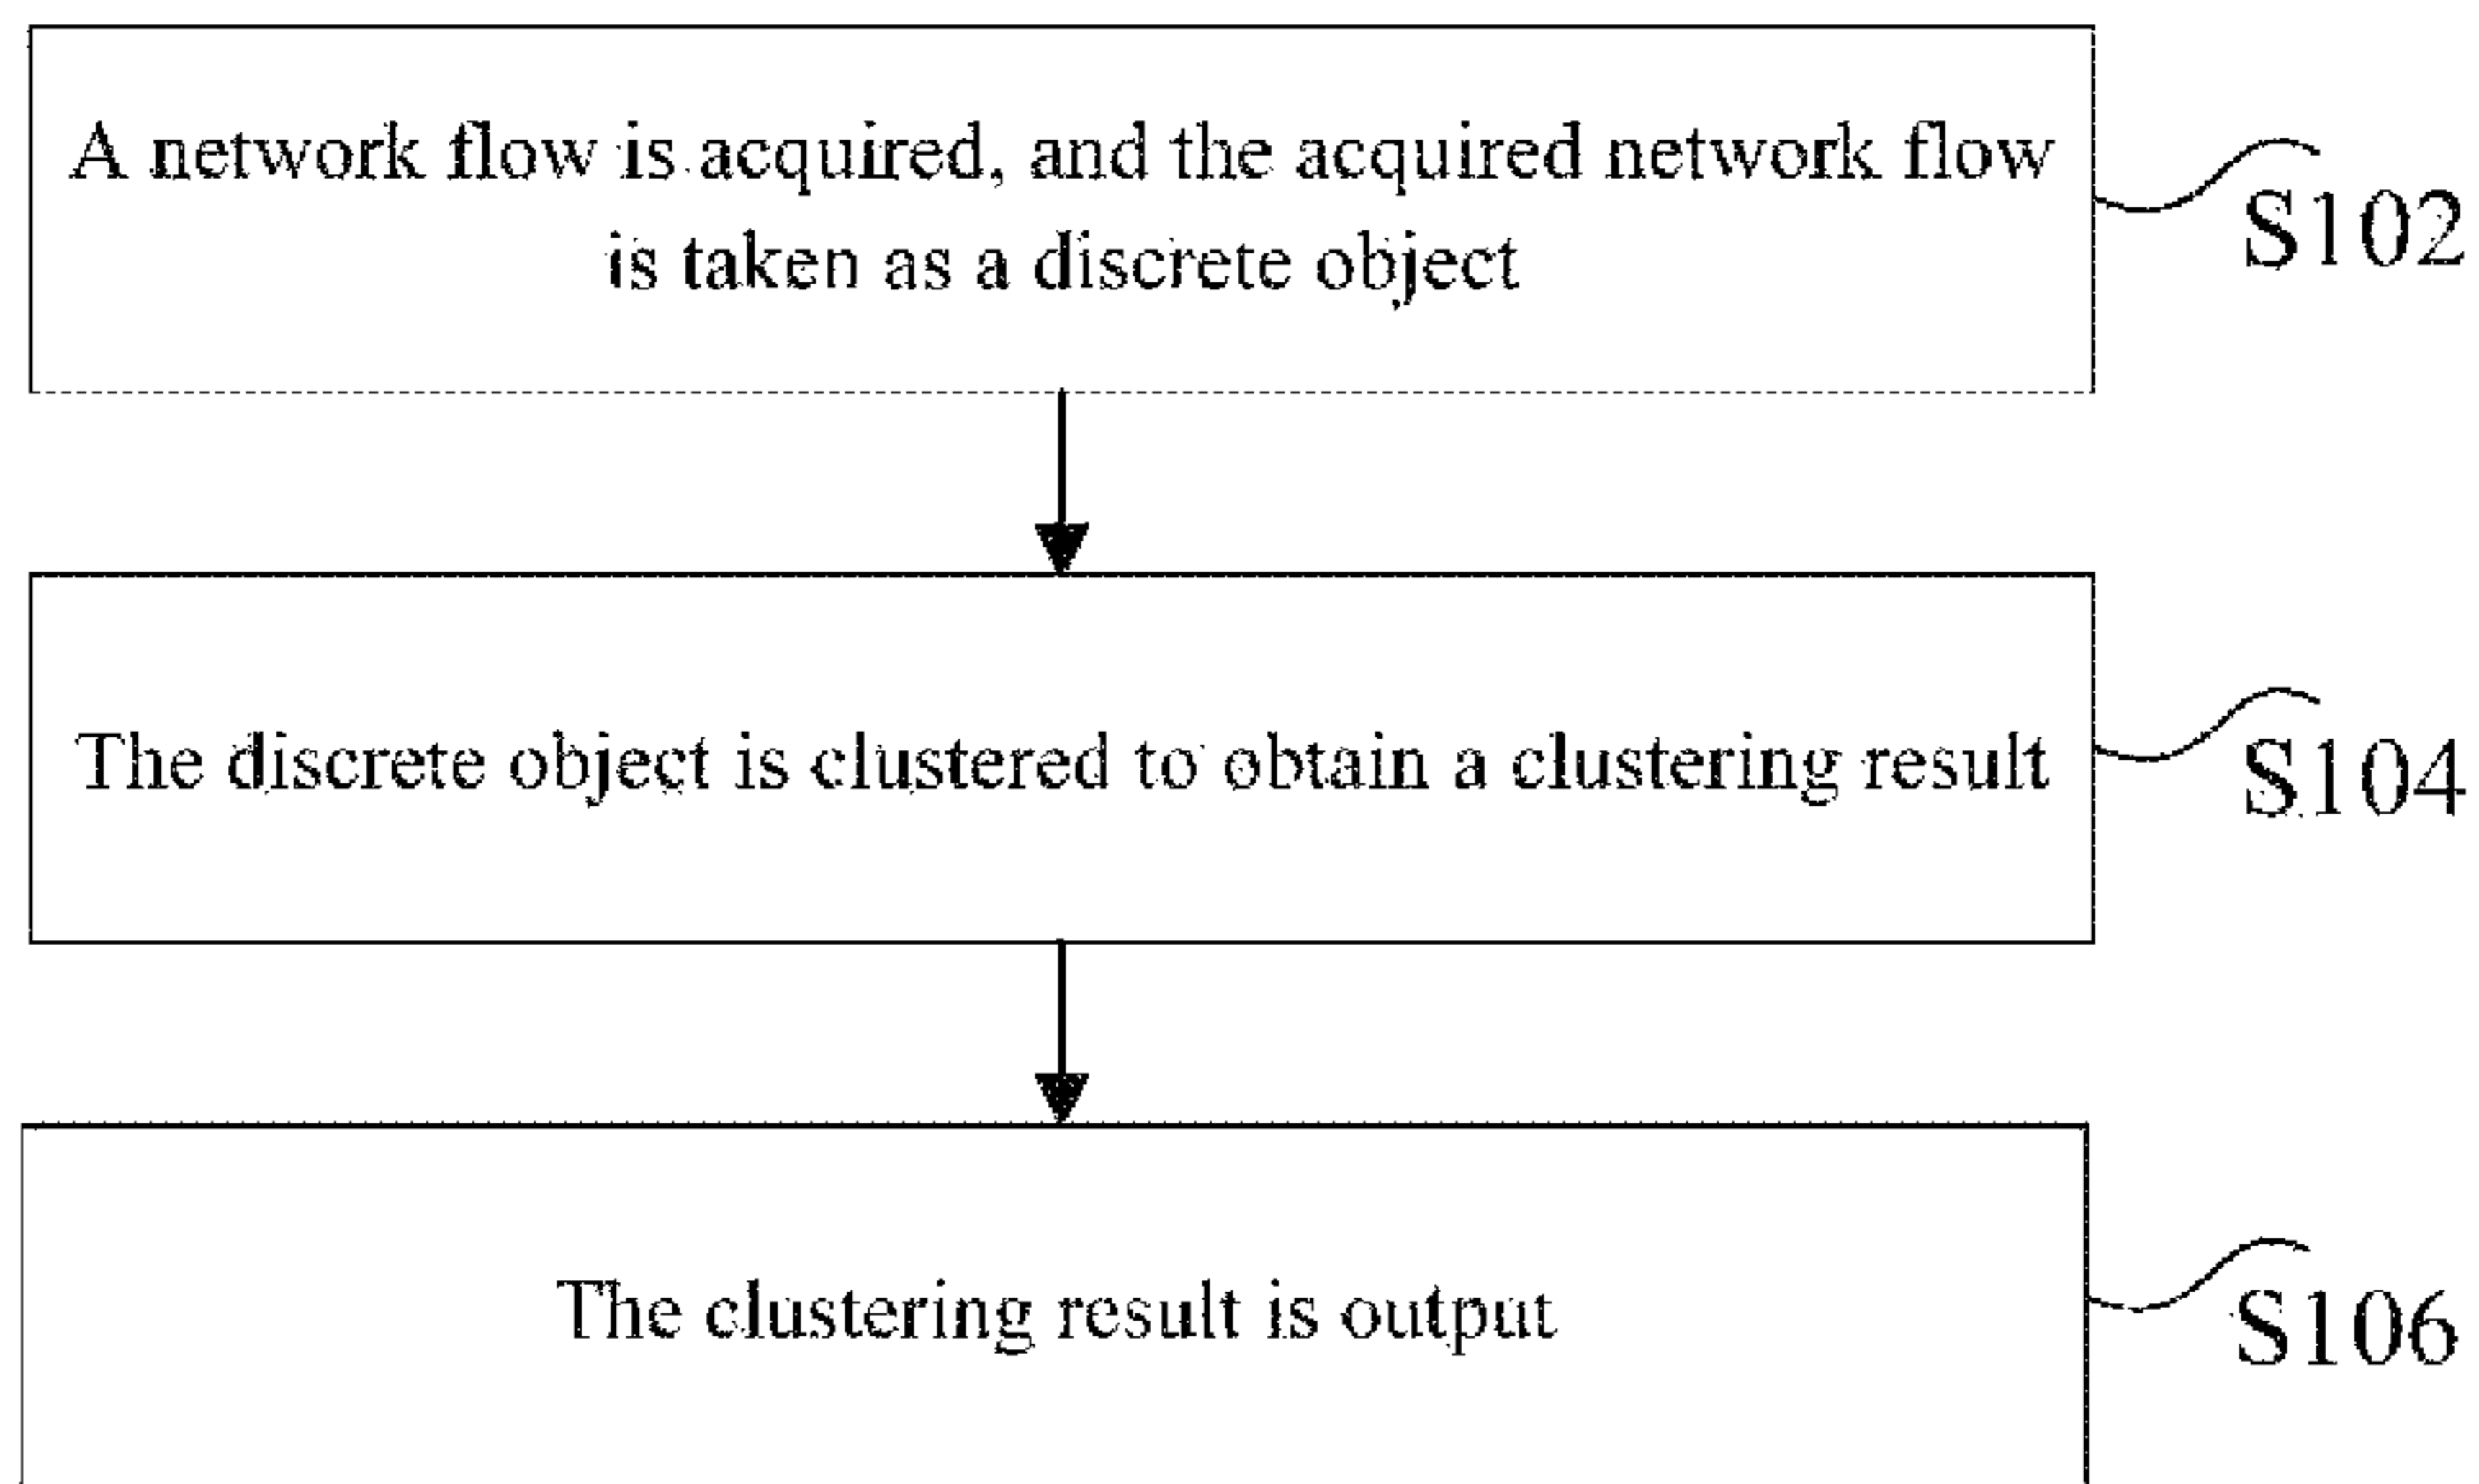 A network flow is acquired, and the acquired network flow
is taken as a discrete object
S102
The discrete object is clustered to obtain a clustering result
S104
The clustering result is output
S106